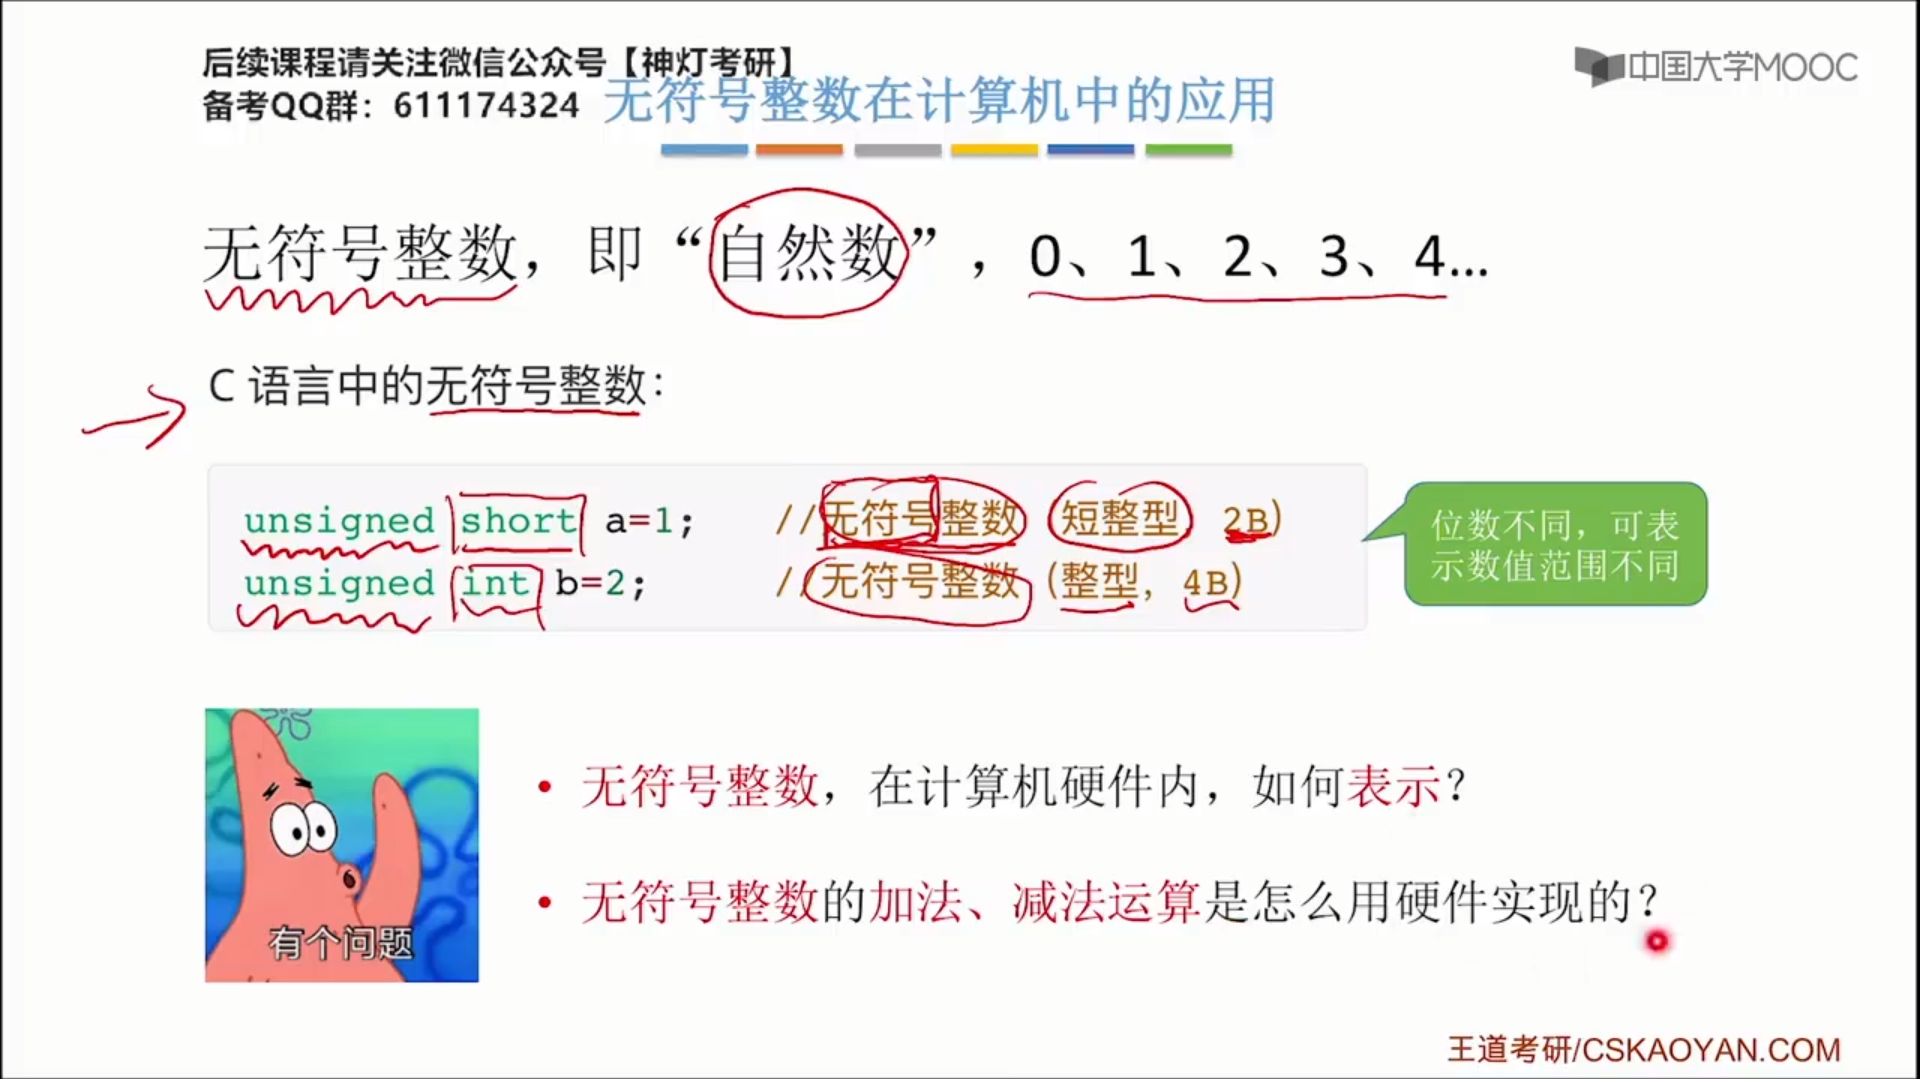 后续课程请关注微信公众号【神灯考研】
备考QQ群：611174324
中国大学MOOC
无符号整数在计算机中的应用
无符号整数，即“自然数”，0、1、2、3、4...
C 语言中的无符号整数：
unsigned short a=1; //无符号整数 短整型 2B)
unsigned int b=2; //无符号整数（整型，4B)
位数不同，可表
示数值范围不同
• 无符号整数，在计算机硬件内，如何表示？
• 无符号整数的加法、减法运算是怎么用硬件实现的？
有个问题
王道考研/CSKAOYAN.COM